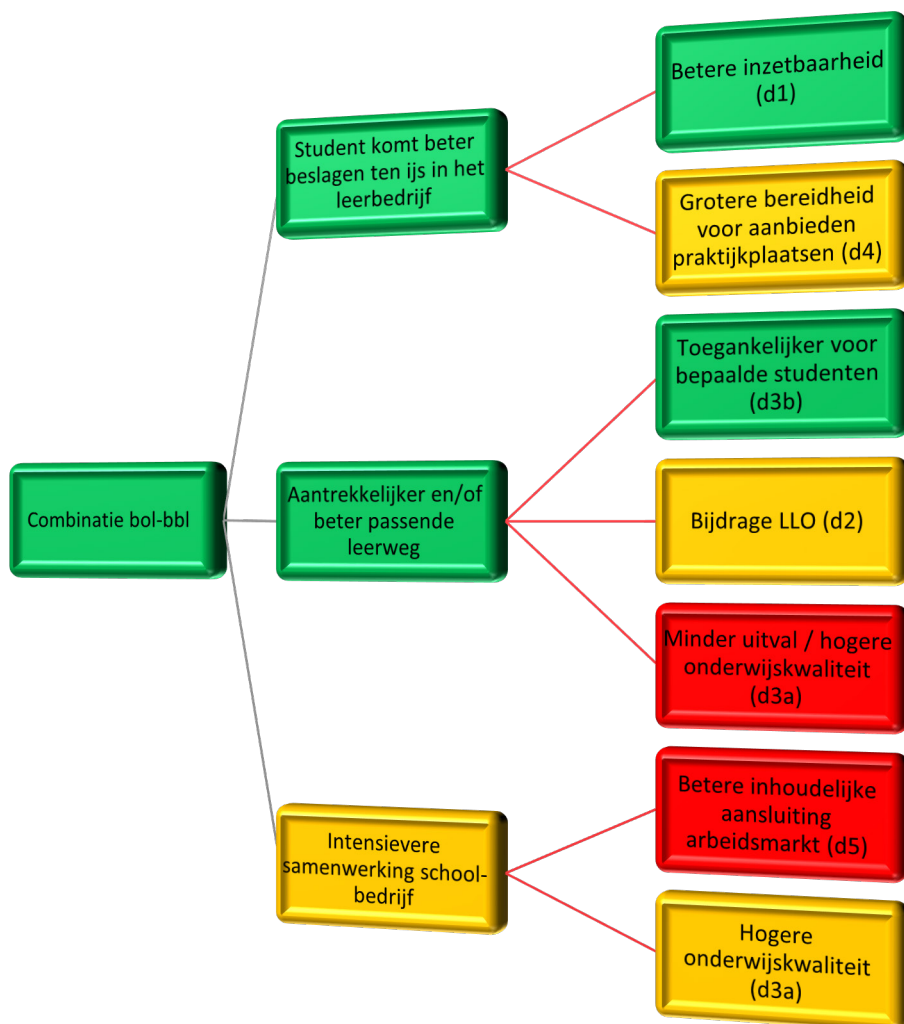 Combinatie bol-bbl
Student komt beter
beslagen ten ijs in het
leerbedrijf
Betere inzetbaarheid
(d1)
Grotere bereidheid
voor aanbieden
praktijkplaatsen (d4)
Aantrekkelijker en/of
beter passende
leerweg
Toegankelijker voor
bepaalde studenten
(d3b)
Bijdrage LLO (d2)
Minder uitval / hogere
onderwijskwaliteit
(d3a)
Intensievere
samenwerking school-
bedrijf
Betere inhoudelijke
aansluiting
arbeidsmarkt (d5)
Hogere
onderwijskwaliteit
(d3a)